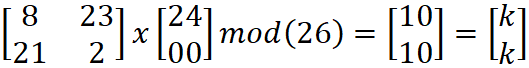 [8 23 21 2] x [24 00] mod(26) = [10 10] = [k k]